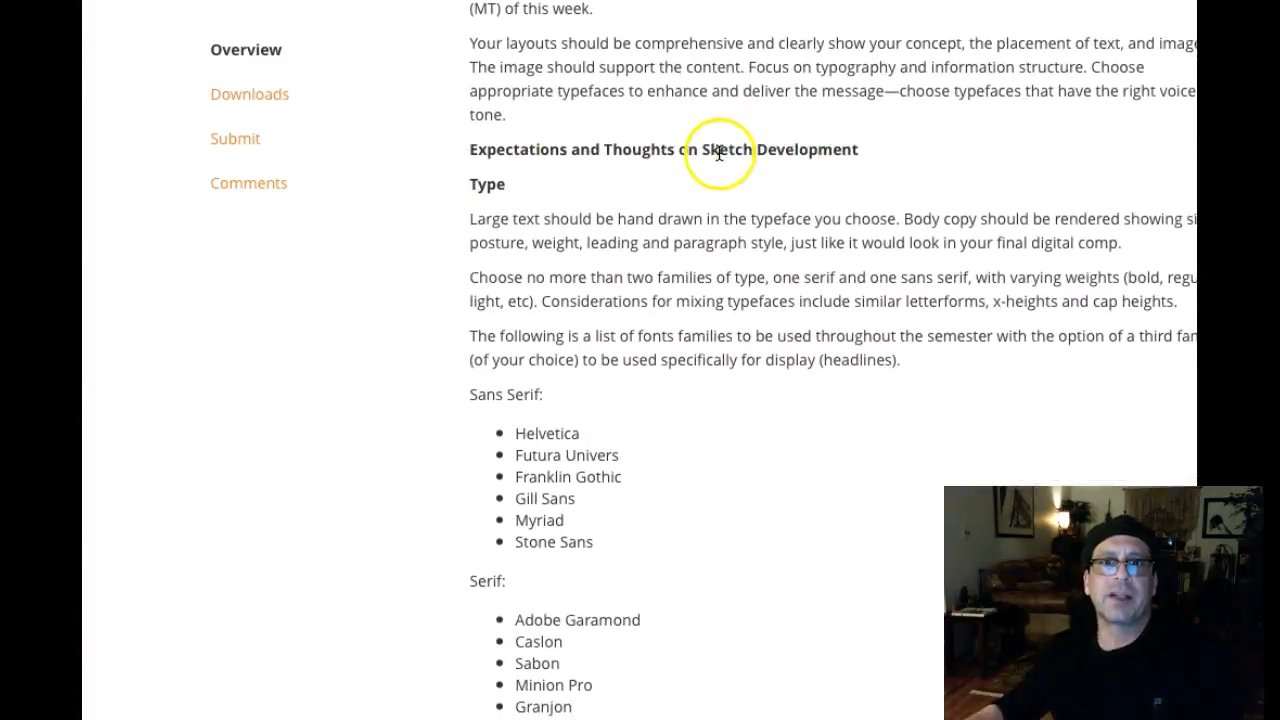 (MT) of this week.
Overview
Downloads
Submit
Comments
Your layouts should be comprehensive and clearly show your concept, the placement of text, and image
The image should support the content. Focus on typography and information structure. Choose
appropriate typefaces to enhance and deliver the message—choose typefaces that have the right voice
tone.
Expectations and Thoughts on Sketch Development
Type
Large text should be hand drawn in the typeface you choose. Body copy should be rendered showing si
posture, weight, leading and paragraph style, just like it would look in your final digital comp.
Choose no more than two families of type, one serif and one sans serif, with varying weights (bold, regu
light, etc). Considerations for mixing typefaces include similar letterforms, x-heights and cap heights.
The following is a list of fonts families to be used throughout the semester with the option of a third fam
(of your choice) to be used specifically for display (headlines).
Sans Serif:
Helvetica
Futura Univers
Franklin Gothic
Gill Sans
Myriad
Stone Sans
Serif:
Adobe Garamond
Caslon
Sabon
Minion Pro
Granjon